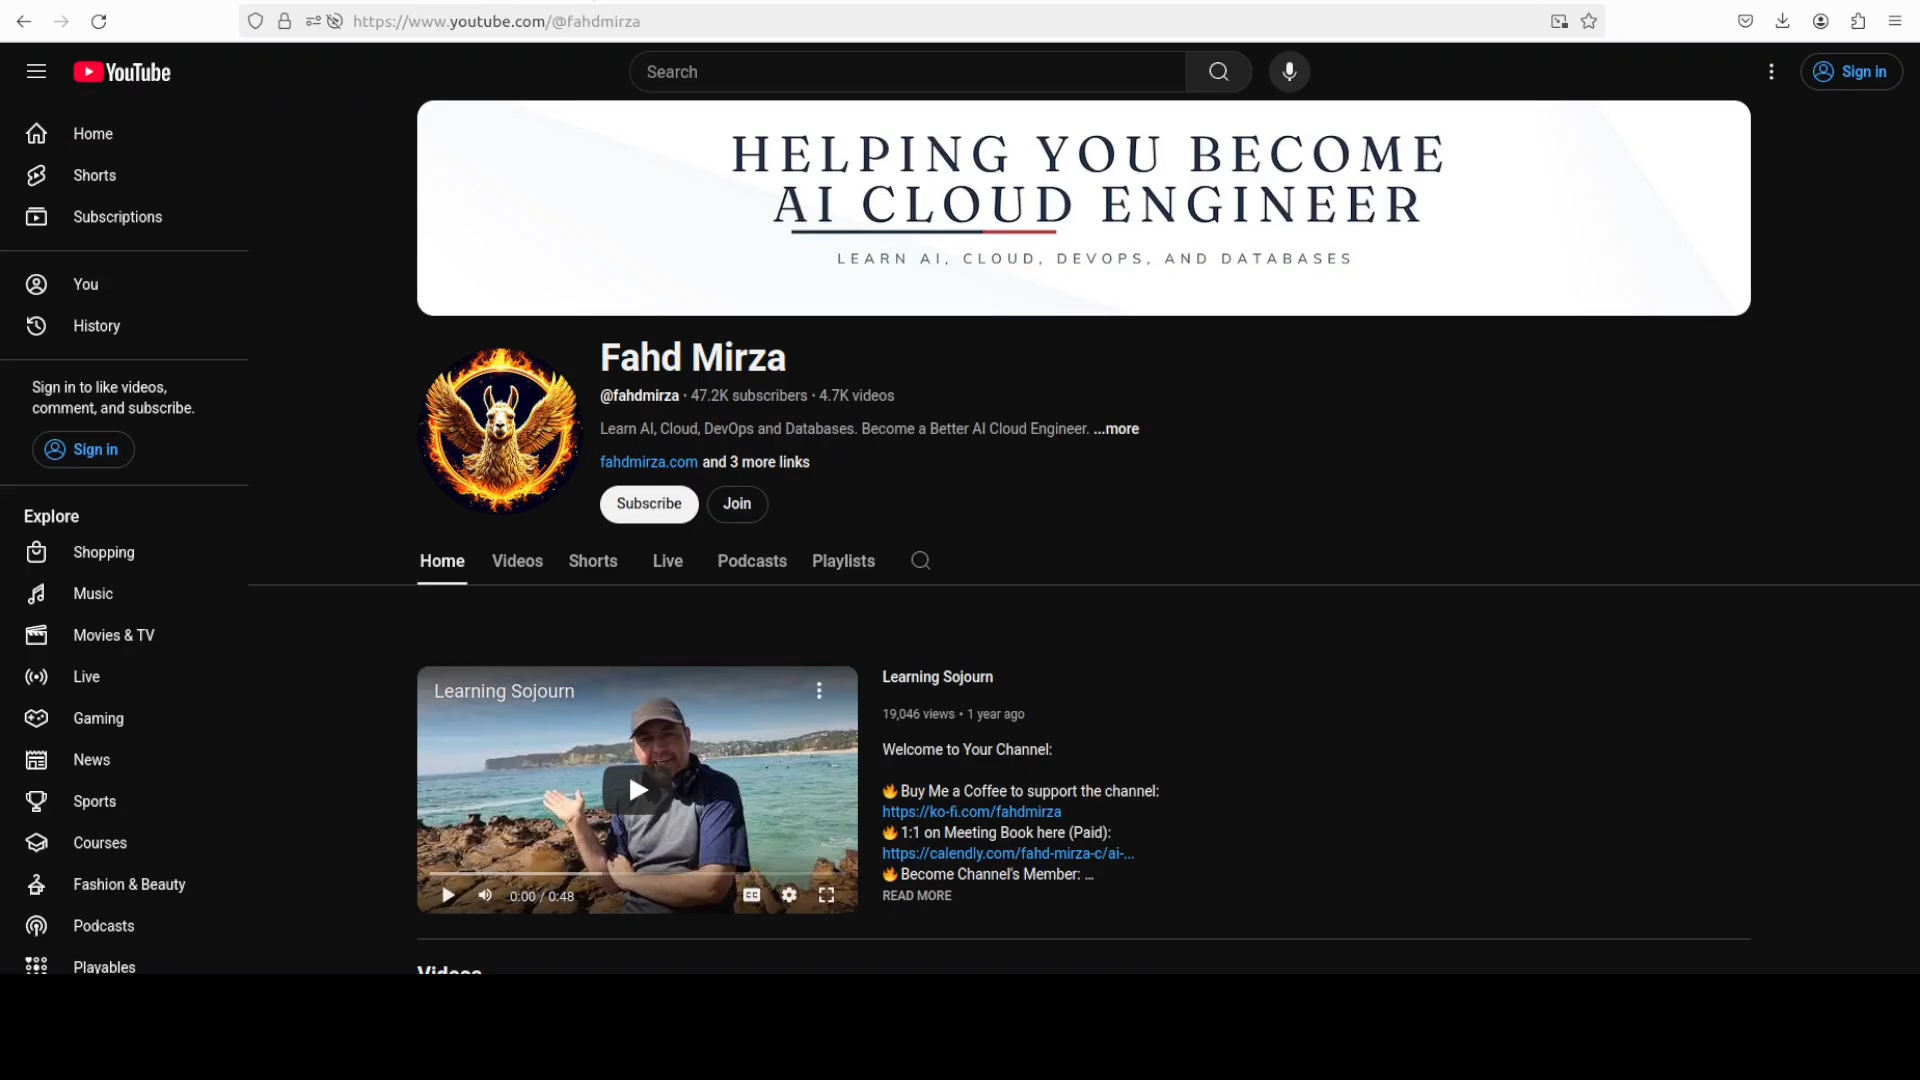 https://www.youtube.com/@fahdmirza
YouTube
Search
Sign in
Home
Shorts
Subscriptions
You
History
Sign in to like videos,
comment, and subscribe.
Sign in
Explore
Shopping
Music
Movies & TV
Live
Gaming
News
Sports
Courses
Fashion & Beauty
Podcasts
Playables
HELPING YOU BECOME
AI CLOUD ENGINEER
LEARN AI, CLOUD, DEVOPS, AND DATABASES
Fahd Mirza
@fahdmirza · 47.2K subscribers · 4.7K videos
Learn AI, Cloud, DevOps and Databases. Become a Better AI Cloud Engineer. ...more
fahdmirza.com and 3 more links
Subscribe
Join
Home Videos Shorts Live Podcasts Playlists
Learning Sojourn
0:00 / 0:48
CC
Learning Sojourn
19,046 views • 1 year ago
Welcome to Your Channel:
🔥Buy Me a Coffee to support the channel:
https://ko-fi.com/fahdmirza
🔥1:1 on Meeting Book here (Paid):
https://calendly.com/fahd-mirza-c/ai-...
🔥Become Channel's Member: ...
READ MORE
Videos